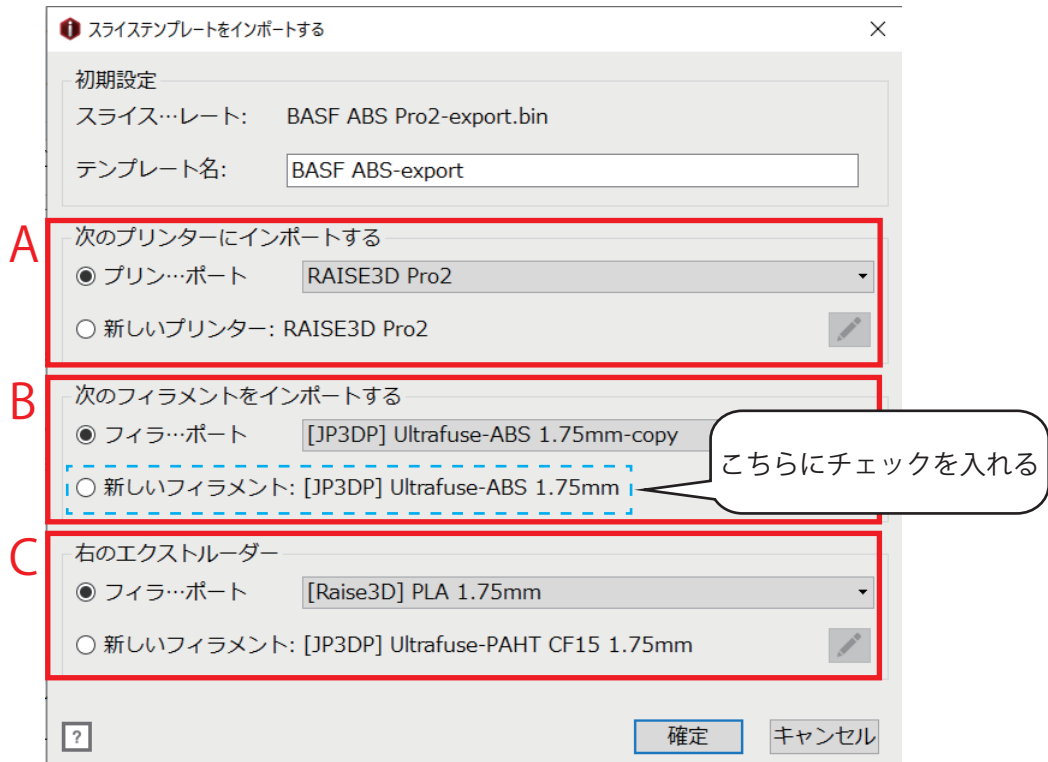 スライステンプレートをインポートする
初期設定
スライス…レート: BASF ABS Pro2-export.bin
テンプレート名: BASF ABS-export
A
次のプリンターにインポートする
プリン…ポート RAISE3D Pro2
新しいプリンター: RAISE3D Pro2
B
次のフィラメントをインポートする
フィラ…ポート [JP3DP] Ultrafuse-ABS 1.75mm-copy
こちらにチェックを入れる
新しいフィラメント: [JP3DP] Ultrafuse-ABS 1.75mm
C
右のエクストルーダー
フィラ…ポート [Raise3D] PLA 1.75mm
新しいフィラメント: [JP3DP] Ultrafuse-PAHT CF15 1.75mm
?
確定 キャンセル